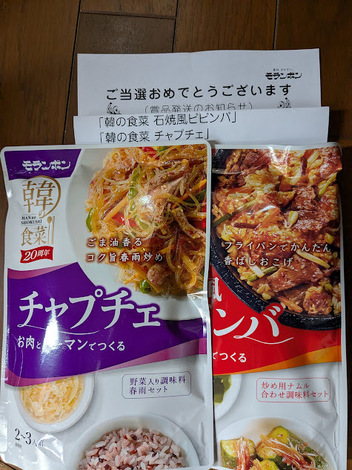 モランボン
ご当選おめでとうございます
(賞品発送のお知らせ)
「韓の食菜 石焼風ビビンバ」
「韓の食菜 チャプチェ」
モランボン
韓の食菜
HAN no SHOKUSAI
20周年
ごま油香る
コク旨春雨炒め
チャプチェ
お肉とピーマンでつくる
野菜入り調味料
春雨セット
2~3人前
フライパンでかんたん
香ばしおこげ
風
ンバ
でつくる
炒め用ナムル
合わせ調味料セット